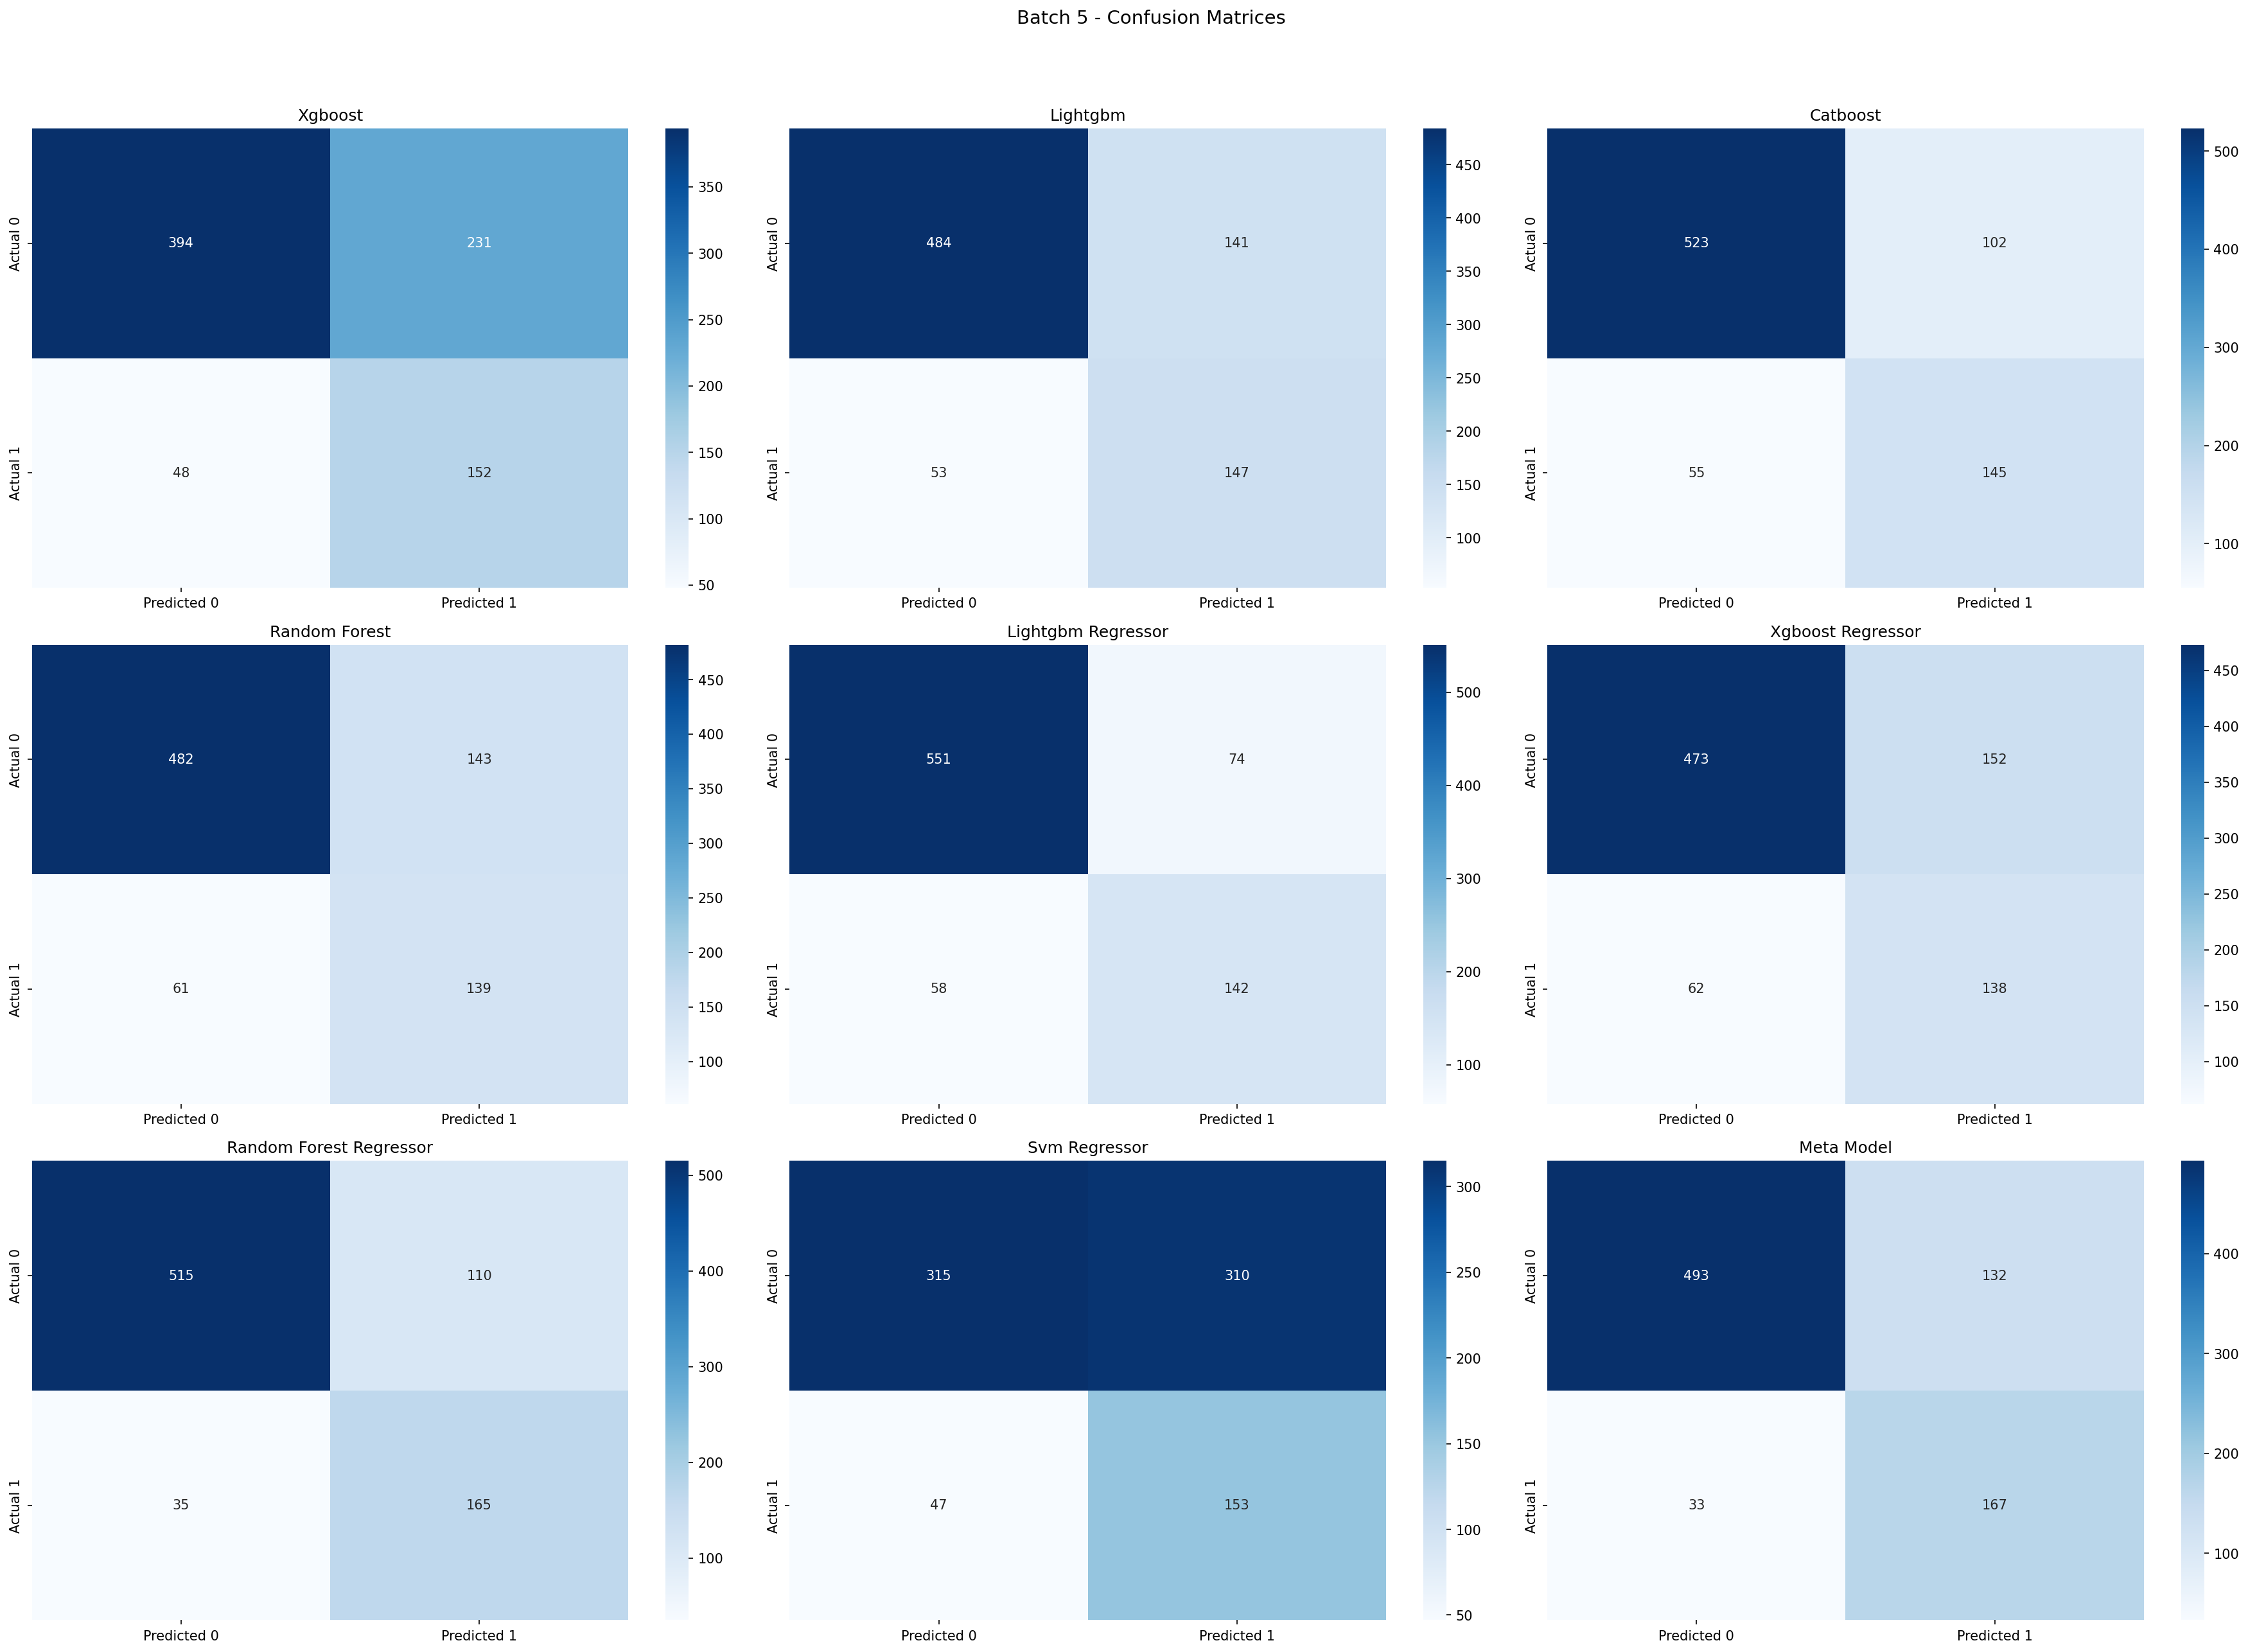 Batch 5 - Confusion Matrices
Xgboost
Actual 0
394
231
Actual 1
48
152
Predicted 0
Predicted 1
350
300
250
200
150
100
50
Lightgbm
Actual 0
484
141
Actual 1
53
147
Predicted 0
Predicted 1
450
400
350
300
250
200
150
100
Catboost
Actual 0
523
102
Actual 1
55
145
Predicted 0
Predicted 1
500
400
300
200
100
Random Forest
Actual 0
482
143
Actual 1
61
139
Predicted 0
Predicted 1
450
400
350
300
250
200
150
100
Lightgbm Regressor
Actual 0
551
74
Actual 1
58
142
Predicted 0
Predicted 1
500
400
300
200
100
Xgboost Regressor
Actual 0
473
152
Actual 1
62
138
Predicted 0
Predicted 1
450
400
350
300
250
200
150
100
Random Forest Regressor
Actual 0
515
110
Actual 1
35
165
Predicted 0
Predicted 1
500
400
300
200
100
Svm Regressor
Actual 0
315
310
Actual 1
47
153
Predicted 0
Predicted 1
300
250
200
150
100
50
Meta Model
Actual 0
493
132
Actual 1
33
167
Predicted 0
Predicted 1
400
300
200
100